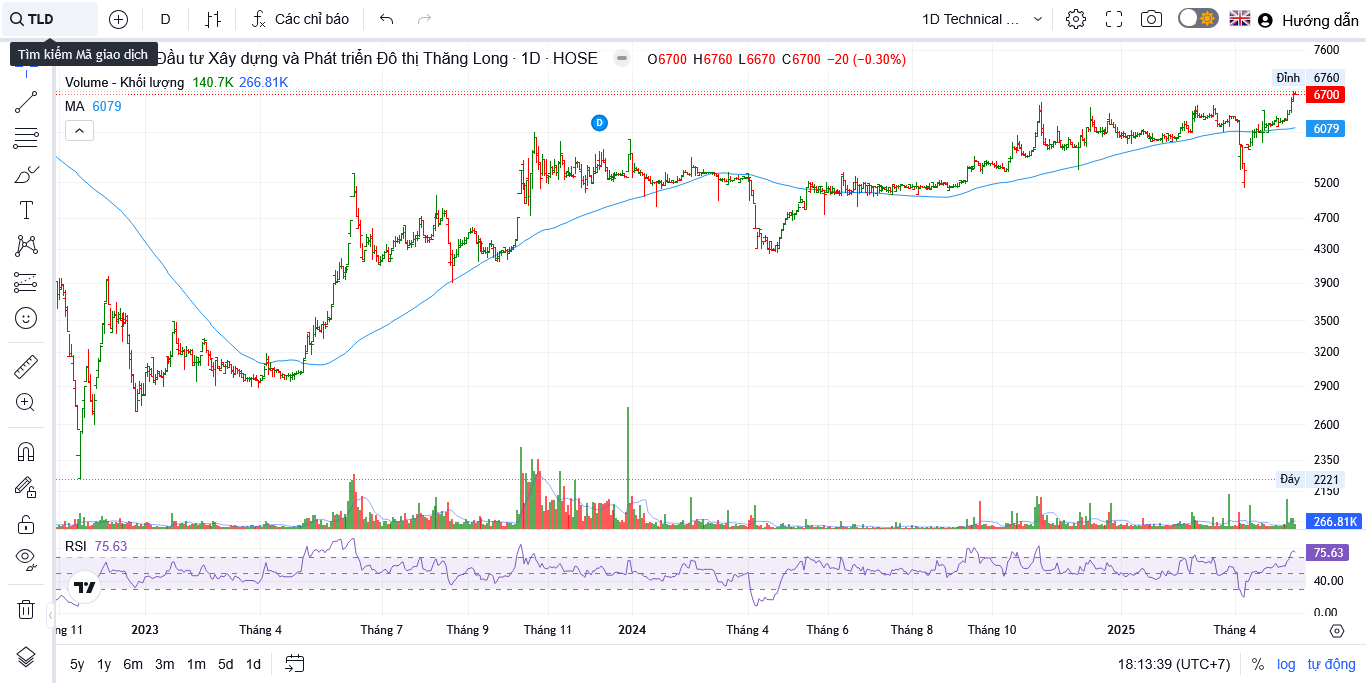 TLD
D
Các chỉ báo
1D Technical ...
Hướng dẫn
Tìm kiếm Mã giao dịch
Đầu tư Xây dựng và Phát triển Đô thị Thăng Long · 1D · HOSE
O6700 H6760 L6670 C6700 −20 (−0.30%)
Volume - Khối lượng 140.7K 266.81K
MA 6079
D
7600
Đỉnh 6760
6700
6079
5200
4700
4300
3900
3500
3200
2900
2600
2350
Đáy 2221
2150
266.81K
RSI 75.63
75.63
40.00
0.00
ng 11 2023 Tháng 4 Tháng 7 Tháng 9 Tháng 11 2024 Tháng 4 Tháng 6 Tháng 8 Tháng 10 2025 Tháng 4
5y 1y 6m 3m 1m 5d 1d
18:13:39 (UTC+7) % log tự động